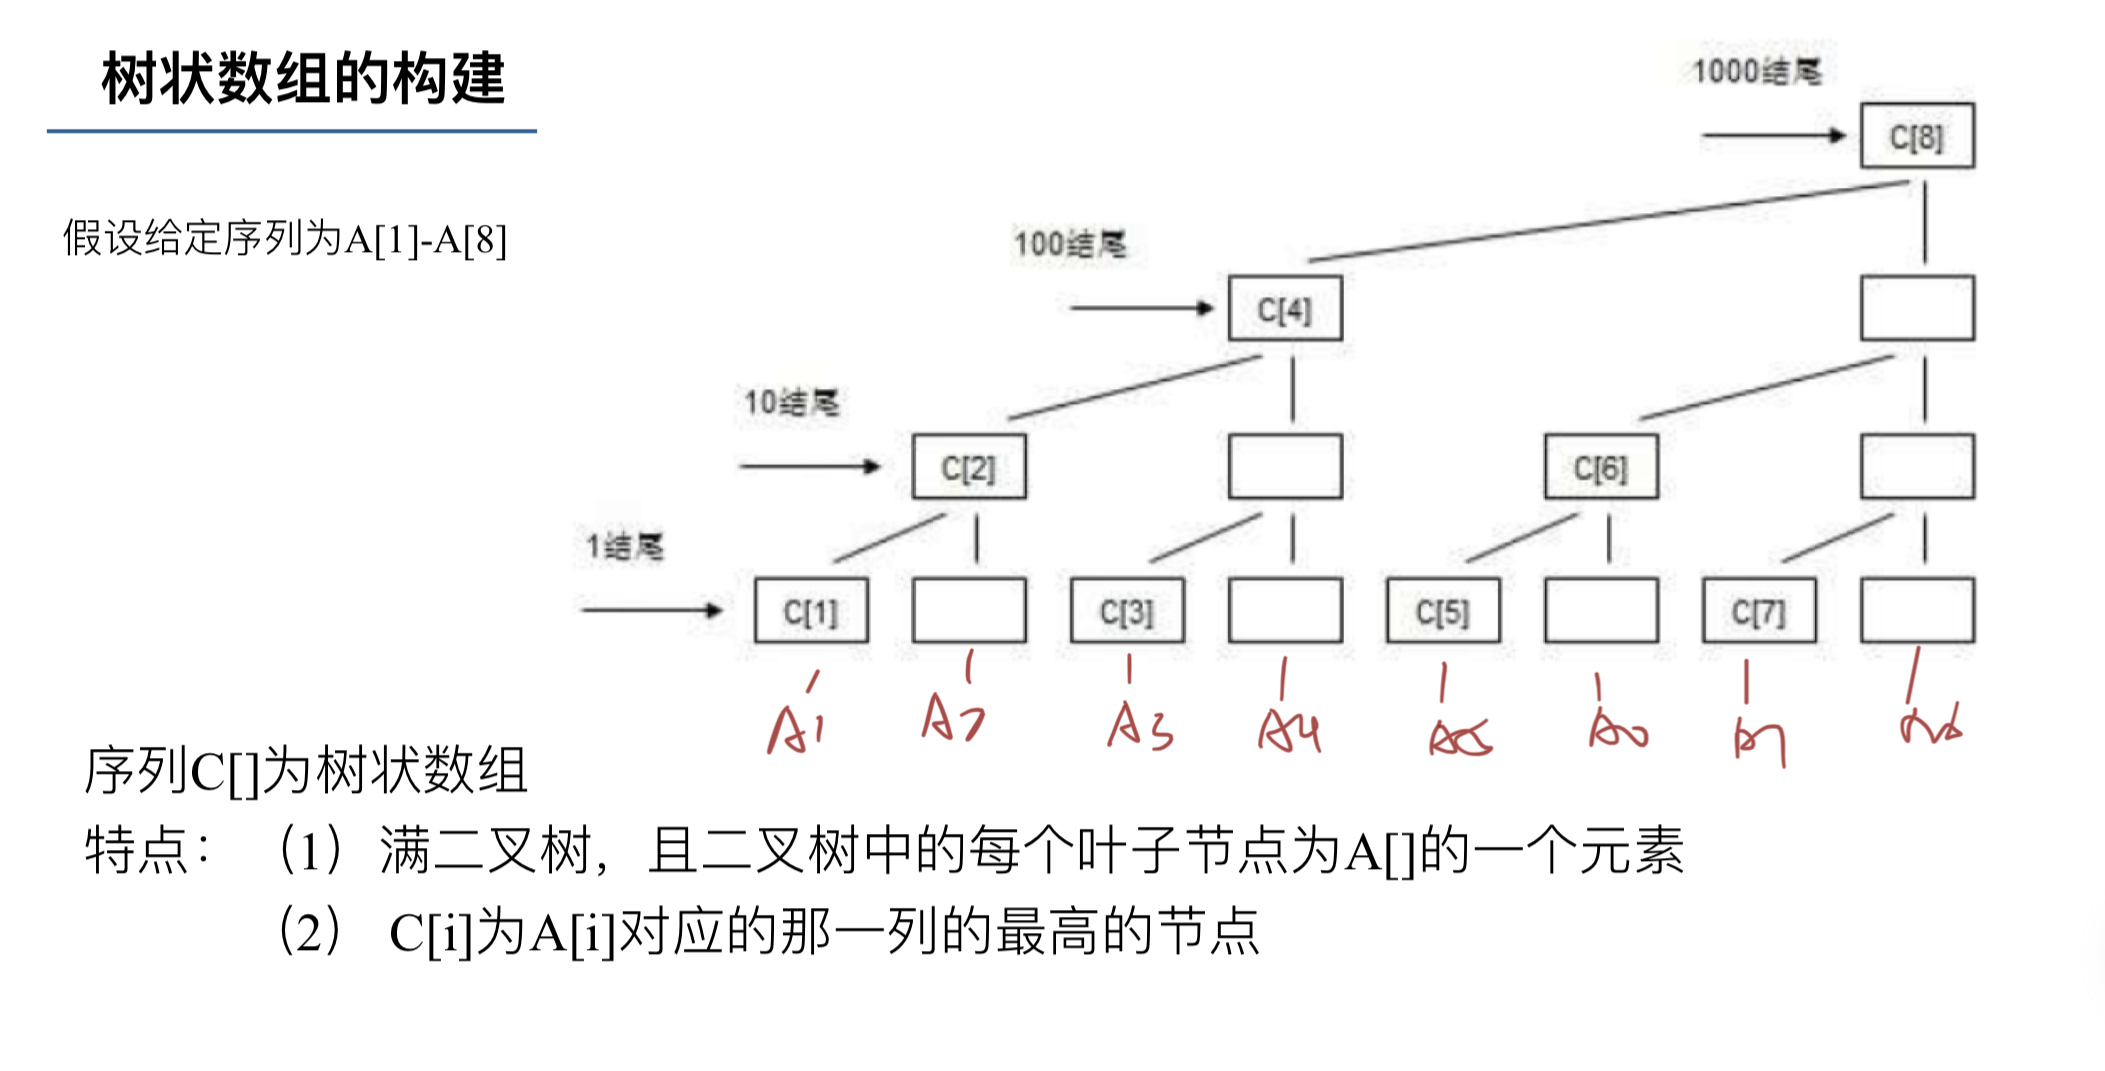 树状数组的构建
假设给定序列为A[1]-A[8]
1000结尾
C[8]
100结尾
C[4]
10结尾
C[2]
C[6]
1结尾
C[1] C[3] C[5] C[7]
A1 A2 A3 A4 A5
序列C[]为树状数组
特点：（1）满二叉树，且二叉树中的每个叶子节点为A[]的一个元素
（2） C[i]为A[i]对应的那一列的最高的节点